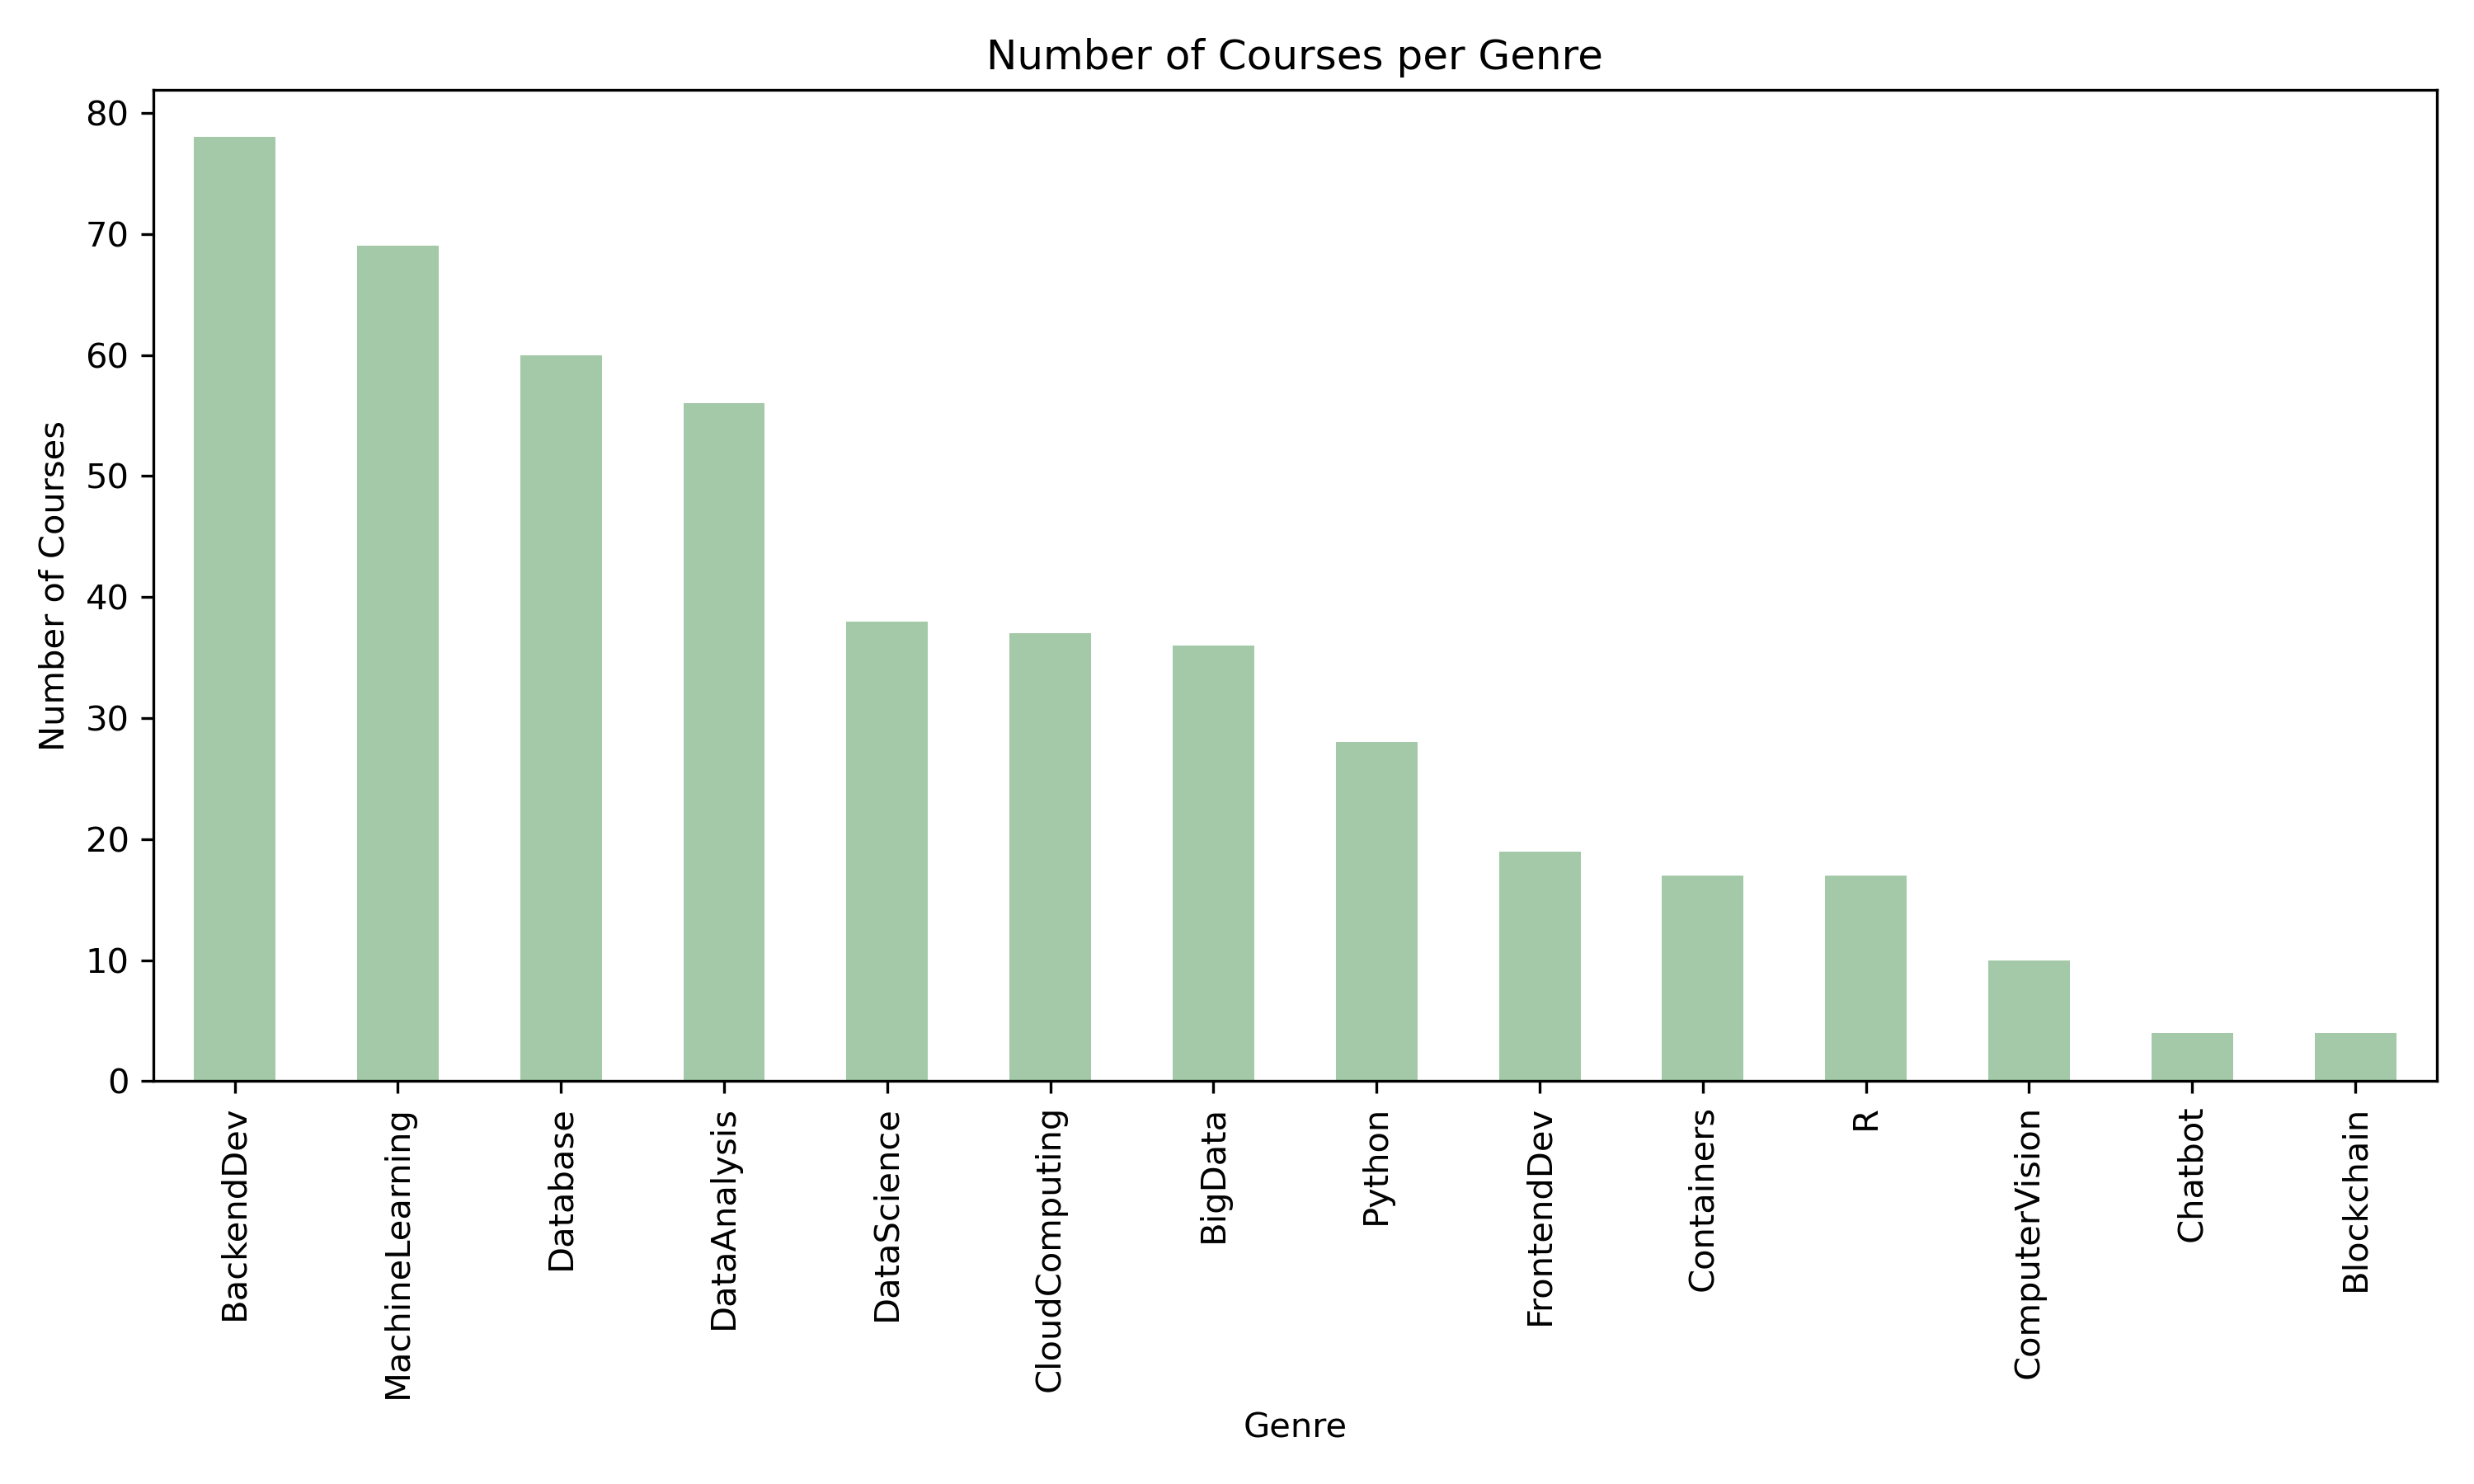 Number of Courses per Genre
Number of Courses
80
70
60
50
40
30
20
10
0
BackendDev
MachineLearning
Database
DataAnalysis
DataScience
CloudComputing
BigData
Python
FrontendDev
Containers
R
ComputerVision
Chatbot
Blockchain
Genre